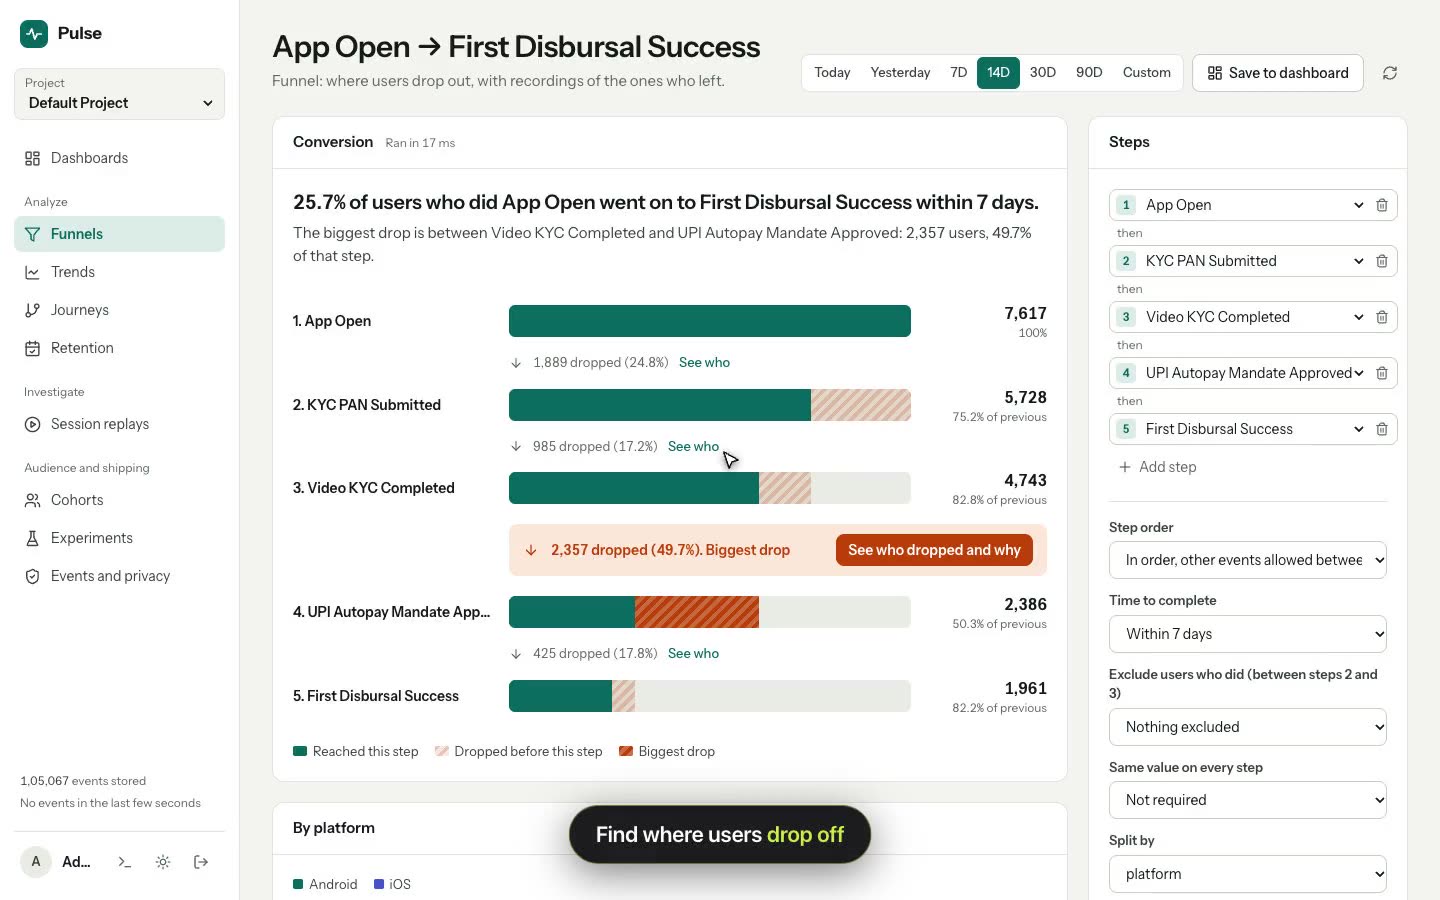 Pulse
Project
Default Project
Dashboards
Analyze
Funnels
Trends
Journeys
Retention
Investigate
Session replays
Audience and shipping
Cohorts
Experiments
Events and privacy
1,05,067 events stored
No events in the last few seconds
A Ad...
App Open → First Disbursal Success
Funnel: where users drop out, with recordings of the ones who left.
Today Yesterday 7D 14D 30D 90D Custom
Save to dashboard
Conversion Ran in 17 ms
25.7% of users who did App Open went on to First Disbursal Success within 7 days.
The biggest drop is between Video KYC Completed and UPI Autopay Mandate Approved: 2,357 users, 49.7%
of that step.
1. App Open 7,617
100%
↓ 1,889 dropped (24.8%) See who
2. KYC PAN Submitted 5,728
75.2% of previous
↓ 985 dropped (17.2%) See who
3. Video KYC Completed 4,743
82.8% of previous
↓ 2,357 dropped (49.7%). Biggest drop See who dropped and why
4. UPI Autopay Mandate App... 2,386
50.3% of previous
↓ 425 dropped (17.8%) See who
5. First Disbursal Success 1,961
82.2% of previous
Reached this step Dropped before this step Biggest drop
By platform
Android iOS
Find where users drop off
Steps
1 App Open
then
2 KYC PAN Submitted
then
3 Video KYC Completed
then
4 UPI Autopay Mandate Approved
then
5 First Disbursal Success
+ Add step
Step order
In order, other events allowed betwee
Time to complete
Within 7 days
Exclude users who did (between steps 2 and
3)
Nothing excluded
Same value on every step
Not required
Split by
platform